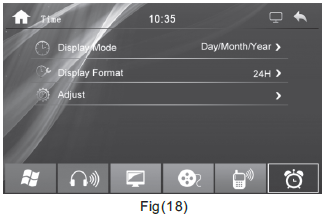 Time 10:35
Display Mode Day/Month/Year
Display Format 24H
Adjust
Fig(18)